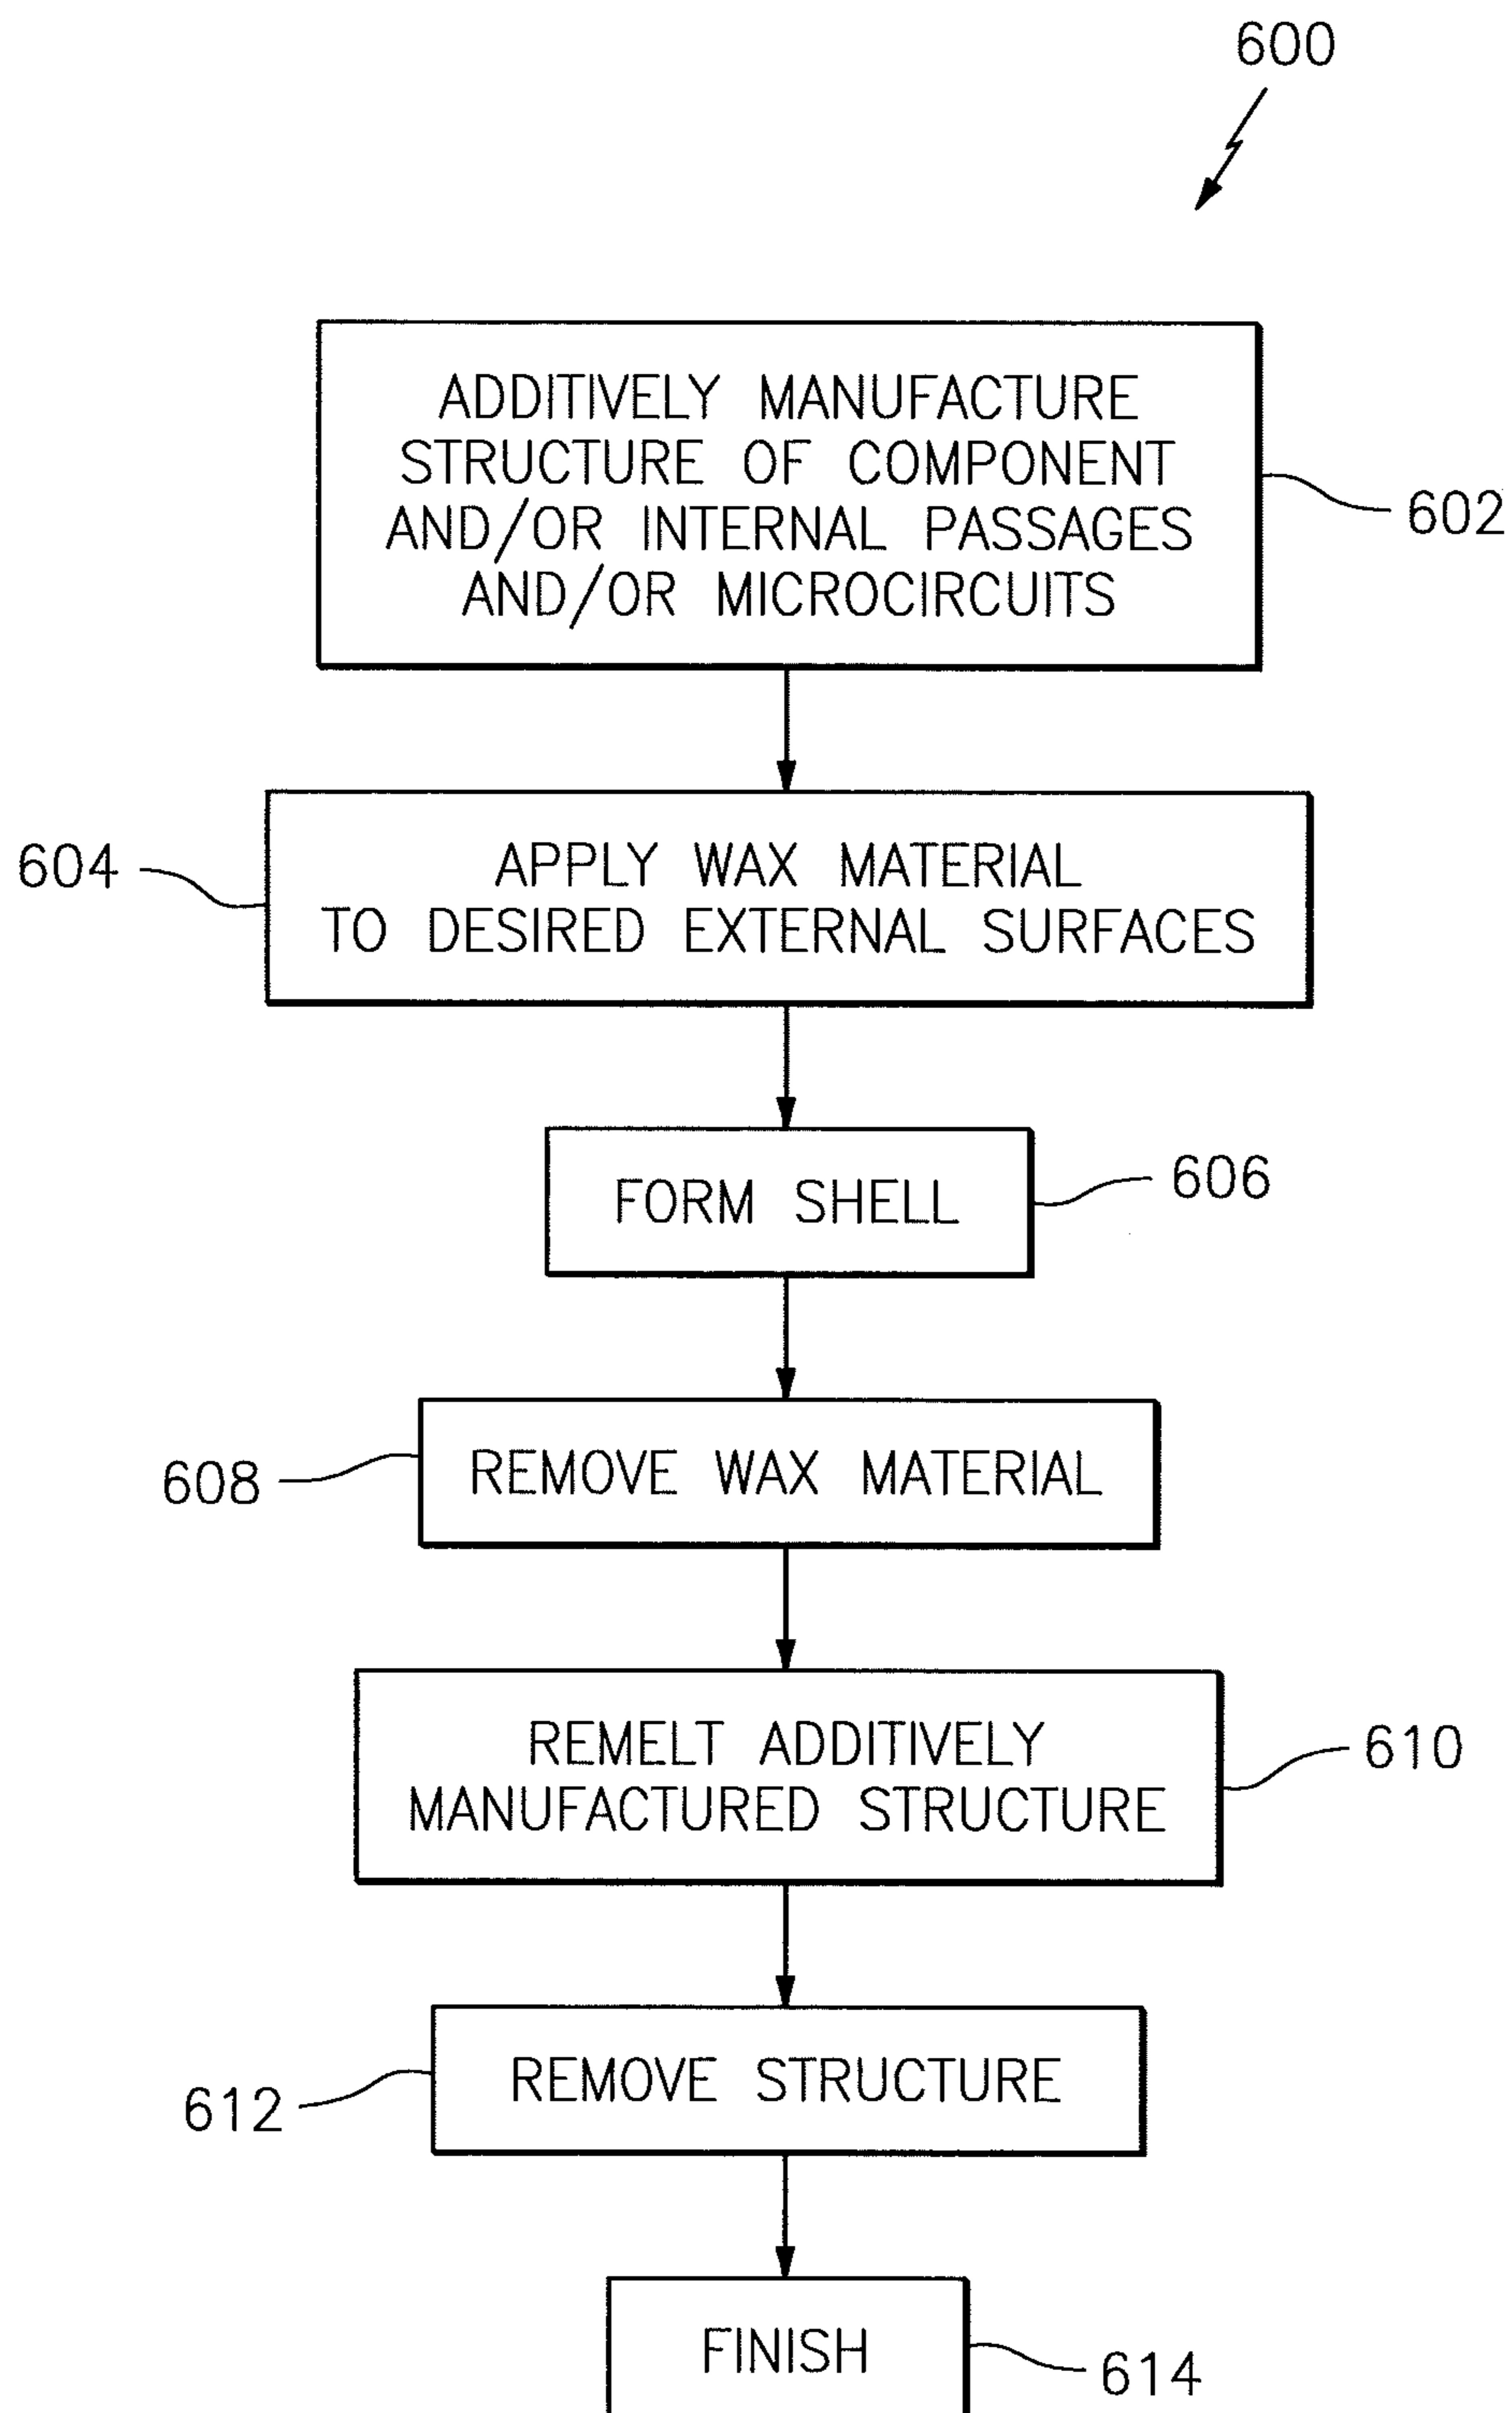 600
ADDITIVELY MANUFACTURE
STRUCTURE OF COMPONENT
AND/OR INTERNAL PASSAGES
AND/OR MICROCIRCUITS
602
604
APPLY WAX MATERIAL
TO DESIRED EXTERNAL SURFACES
FORM SHELL
606
608
REMOVE WAX MATERIAL
REMELT ADDITIVELY
MANUFACTURED STRUCTURE
610
612
REMOVE STRUCTURE
FINISH
614